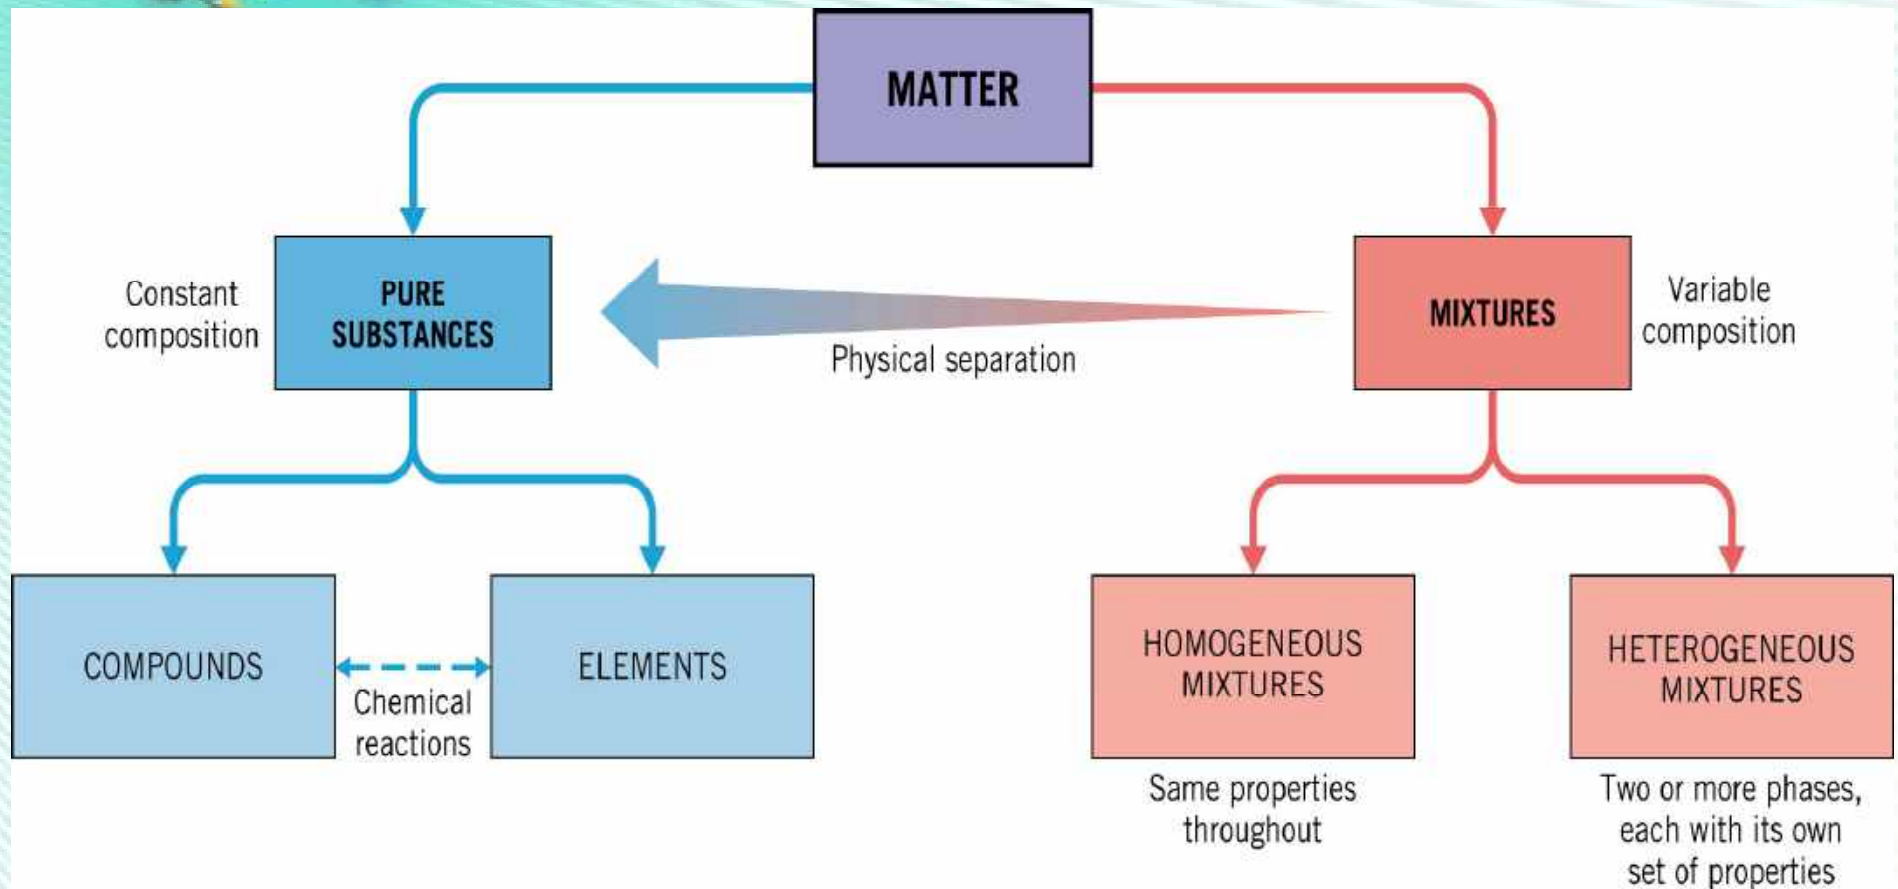 MATTER
Constant
composition
PURE
SUBSTANCES
Physical separation
MIXTURES
Variable
composition
COMPOUNDS
Chemical
reactions
ELEMENTS
HOMOGENEOUS
MIXTURES
Same properties
throughout
HETEROGENEOUS
MIXTURES
Two or more phases,
each with its own
set of properties